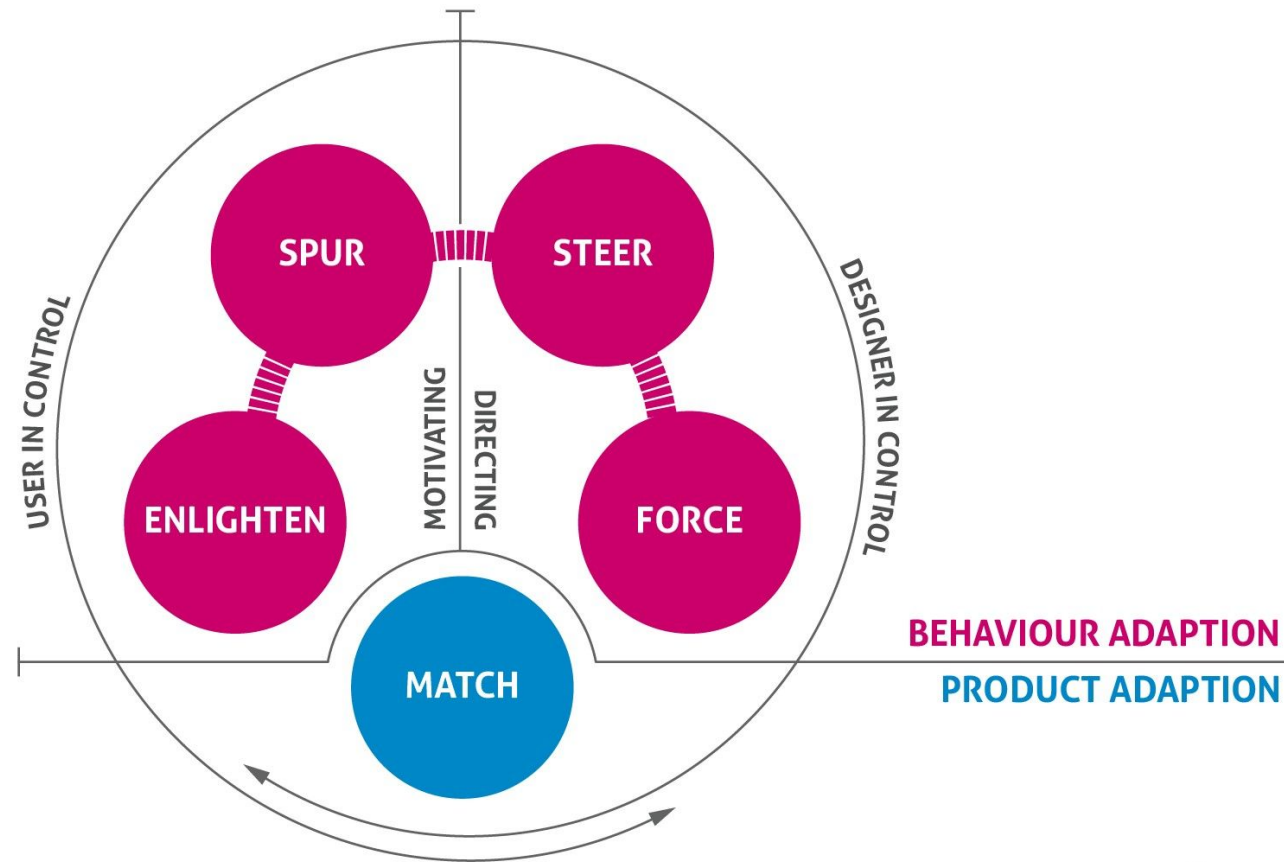 SPUR
STEER
USER IN CONTROL
DESIGNER IN CONTROL
MOTIVATING
DIRECTING
ENLIGHTEN
FORCE
BEHAVIOUR ADAPTION
MATCH
PRODUCT ADAPTION